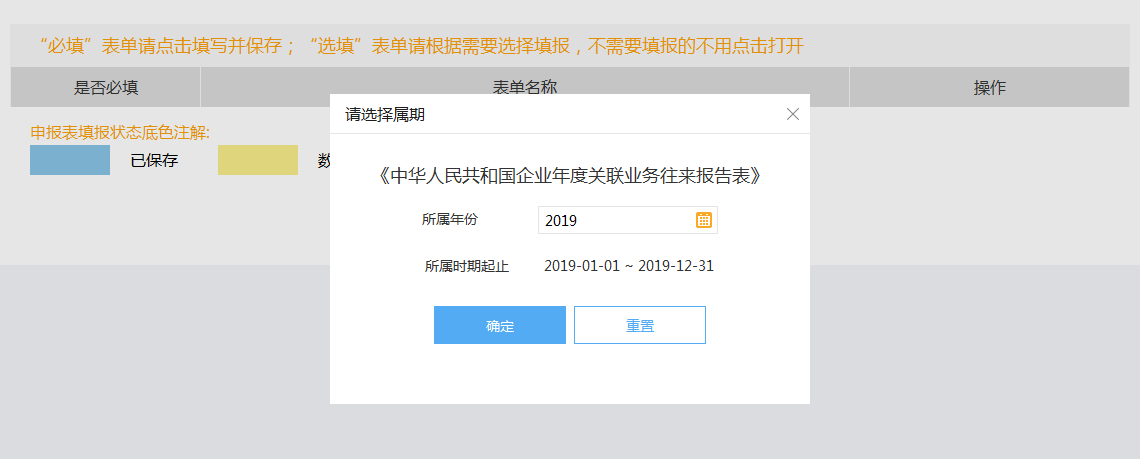 “必填”表单请点击填写并保存；“选填”表单请根据需要选择填报，不需要填报的不用点击打开
是否必填 表单名称 操作
请选择属期
申报表填报状态底色注解:
已保存 数
《中华人民共和国企业年度关联业务往来报告表》
所属年份 2019
所属时期起止 2019-01-01 ~ 2019-12-31
确定 重置